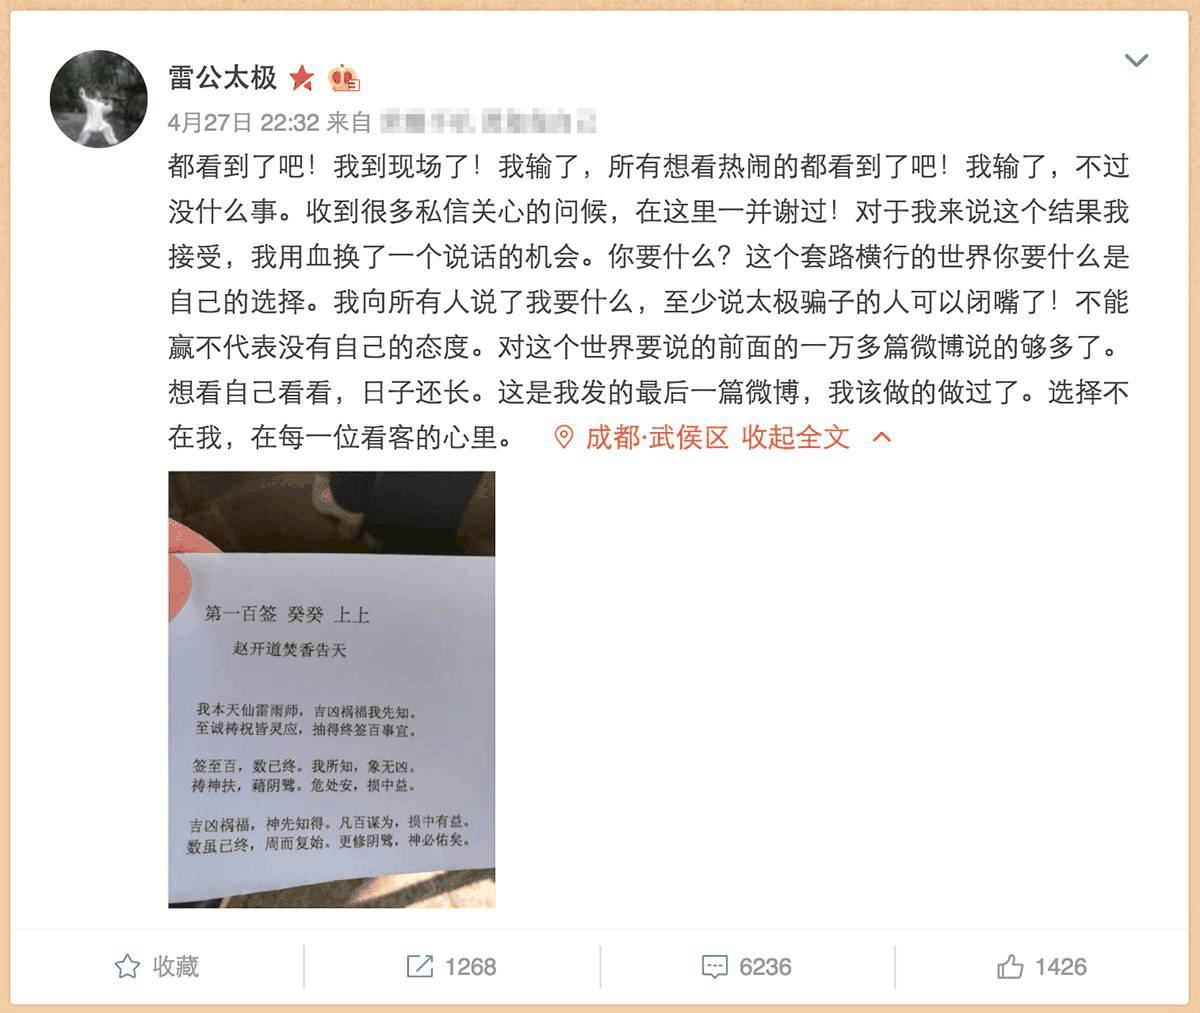 雷公太极
4月27日 22:32 来自
都看到了吧！我到现场了！我输了，所有想看热闹的都看到了吧！我输了，不过
没什么事。收到很多私信关心的问候，在这里一并谢过！对于我来说这个结果我
接受，我用血换了一个说话的机会。你要什么？这个套路横行的世界你要什么是
自己的选择。我向所有人说了我要什么，至少说太极骗子的人可以闭嘴了！不能
赢不代表没有自己的态度。对这个世界要说的前面的一万多篇微博说的够多了。
想看自己看看，日子还长。这是我发的最后一篇微博，我该做的做过了。选择不
在我，在每一位看客的心里。 成都·武侯区 收起全文
第一百签 癸癸 上上
赵开道焚香告天
我本天仙雷雨师，吉凶祸福我先知。
至诚祷祝皆灵应，抽得终签百事宜。
签至百，数已终。我所知，象无凶。
祷神扶，藉阴骘。危处安，损中益。
吉凶祸福，神先知得。凡百谋为，损中有益。
数虽已终，周而复始。更修阴骘，神必佑矣。
收藏
1268
6236
1426